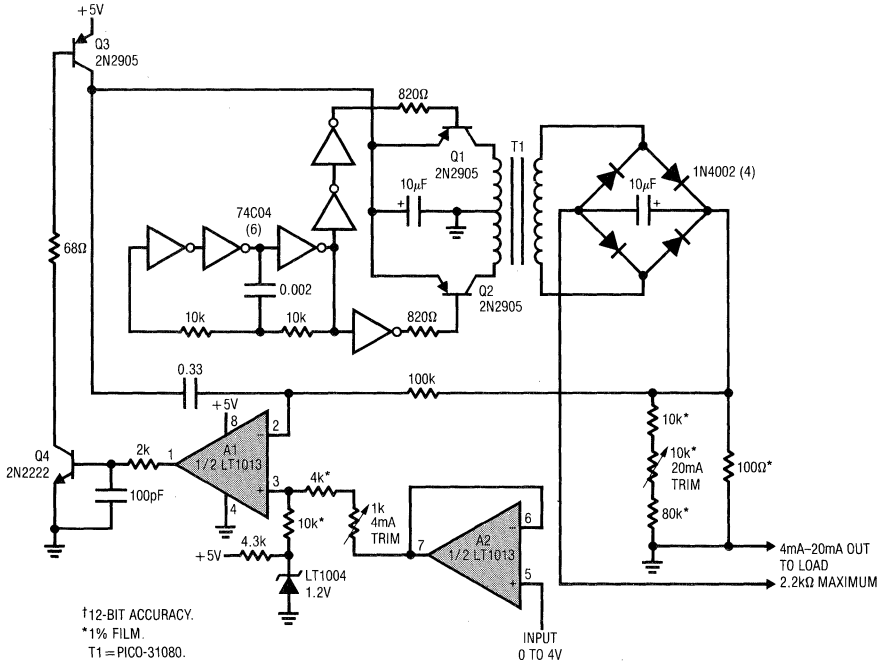 +5V
Q3
2N2905
820Ω
Q1
2N2905
T1
1N4002 (4)
10µF
+
10µF
+
74C04
(6)
68Ω
0.002
Q2
2N2905
10k
10k
820Ω
0.33
100k
+5V
8
2
−
A1
1/2 LT1013
1
2k
Q4
2N2222
100pF
3
+
4
4k*
10k*
1k
4mA
TRIM
10k*
10k*
20mA
TRIM
100Ω*
80k*
6
−
A2
1/2 LT1013
7
5
+
4.3k
+5V
LT1004
1.2V
4mA–20mA OUT
TO LOAD
2.2kΩ MAXIMUM
INPUT
0 TO 4V
†12-BIT ACCURACY.
*1% FILM.
T1=PICO-31080.